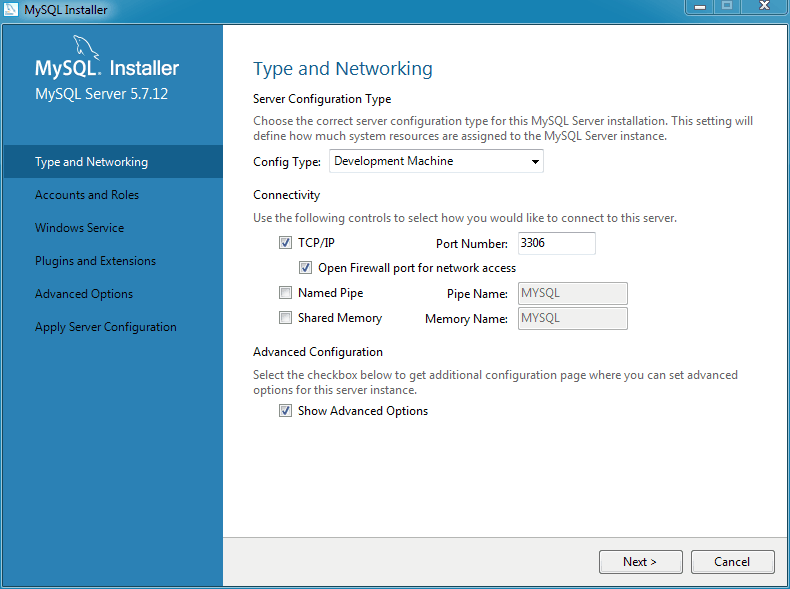 MySQL Installer
MySQL. Installer
MySQL Server 5.7.12
Type and Networking
Accounts and Roles
Windows Service
Plugins and Extensions
Advanced Options
Apply Server Configuration
Type and Networking
Server Configuration Type
Choose the correct server configuration type for this MySQL Server installation. This setting will
define how much system resources are assigned to the MySQL Server instance.
Config Type: Development Machine
Connectivity
Use the following controls to select how you would like to connect to this server.
TCP/IP Port Number: 3306
Open Firewall port for network access
Named Pipe Pipe Name: MYSQL
Shared Memory Memory Name: MYSQL
Advanced Configuration
Select the checkbox below to get additional configuration page where you can set advanced
options for this server instance.
Show Advanced Options
Next > Cancel